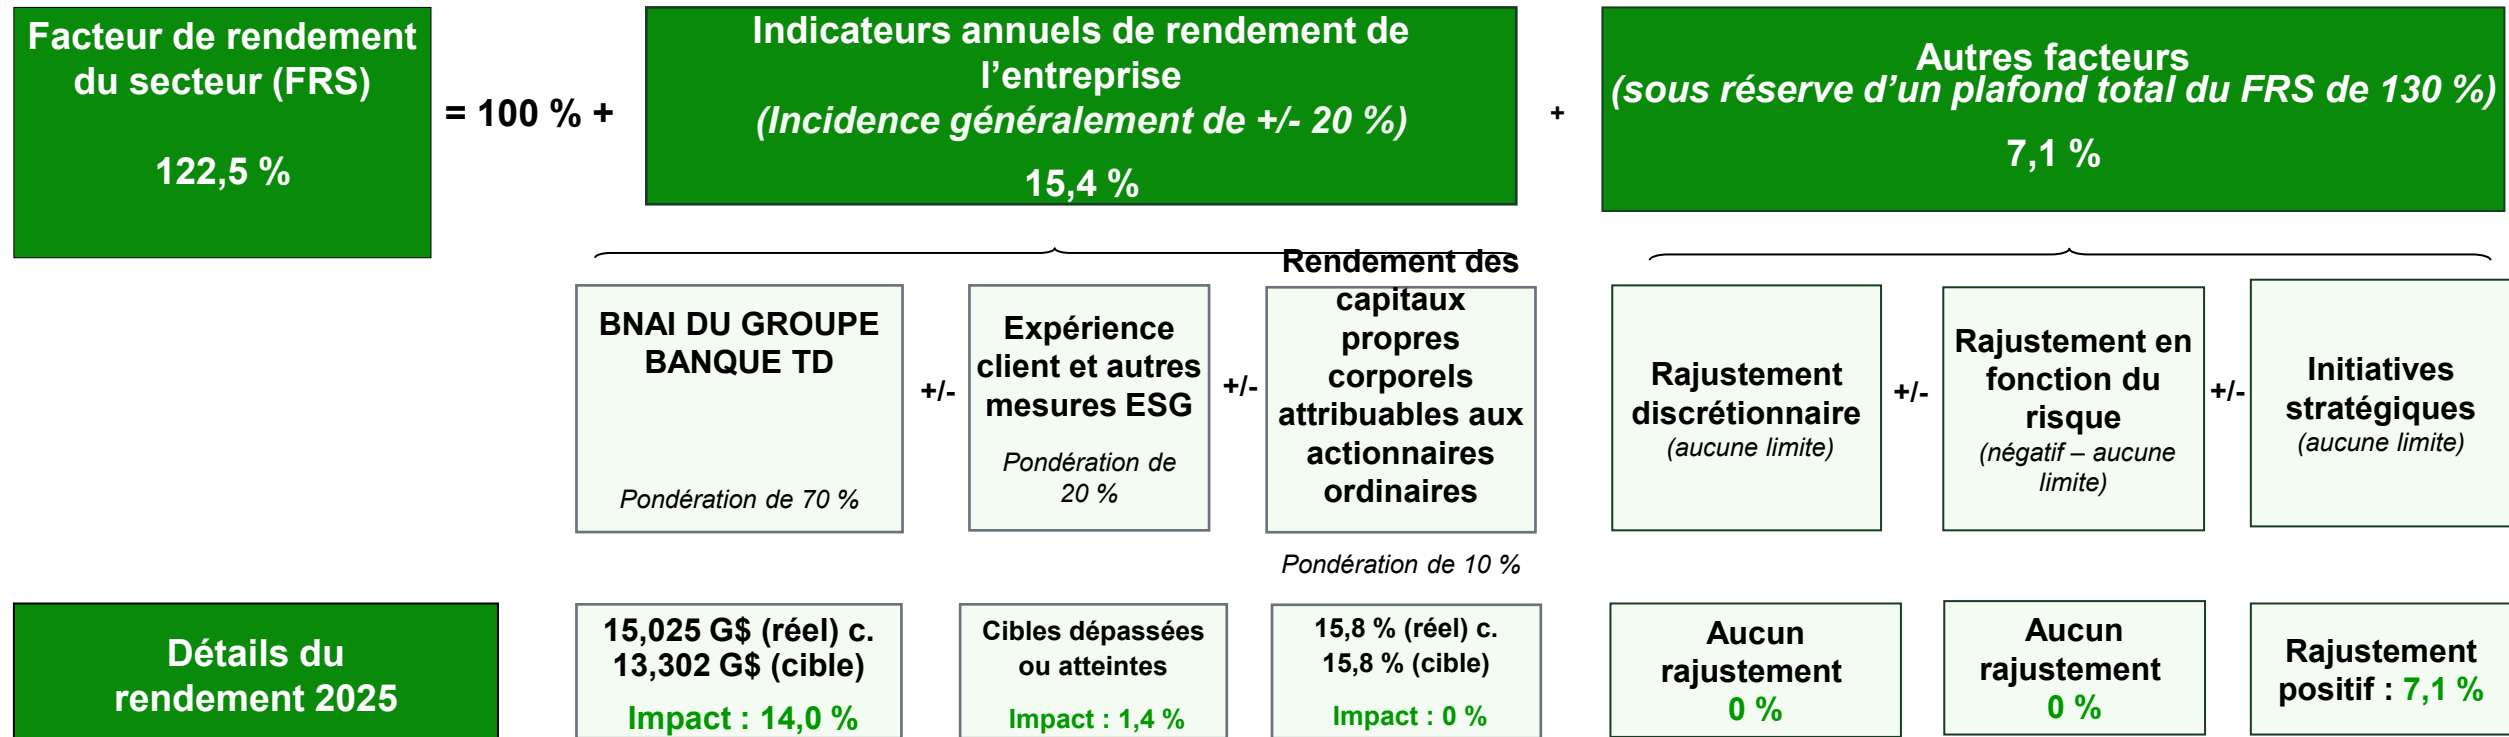 Facteur de rendement
du secteur (FRS)
122,5 %
= 100 % +
Indicateurs annuels de rendement de
l’entreprise
(Incidence généralement de +/- 20 %)
15,4 %
+
Autres facteurs
(sous réserve d’un plafond total du FRS de 130 %)
7,1 %
BNAI DU GROUPE
BANQUE TD
Pondération de 70 %
+/-
Expérience
client et autres
mesures ESG
Pondération de
20 %
+/-
Rendement des
capitaux
propres
corporels
attribuables aux
actionnaires
ordinaires
Pondération de 10 %
Rajustement
discrétionnaire
(aucune limite)
+/-
Rajustement en
fonction du
risque
(négatif – aucune
limite)
+/-
Initiatives
stratégiques
(aucune limite)
Détails du
rendement 2025
15,025 G$ (réel) c.
13,302 G$ (cible)
Impact : 14,0 %
Cibles dépassées
ou atteintes
Impact : 1,4 %
15,8 % (réel) c.
15,8 % (cible)
Impact : 0 %
Aucun
rajustement
0 %
Aucun
rajustement
0 %
Rajustement
positif : 7,1 %